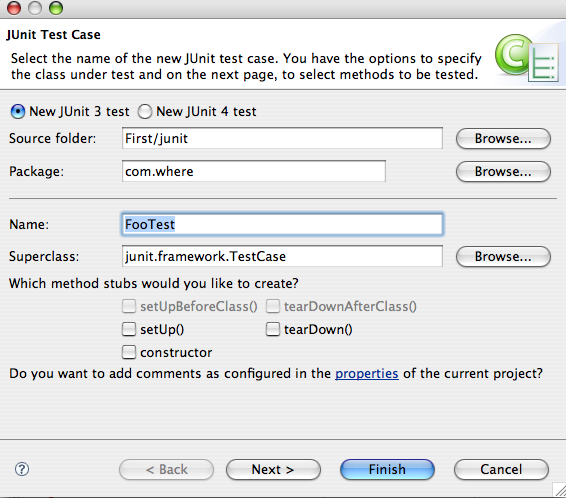 JUnit Test Case
Select the name of the new JUnit test case. You have the options to specify
the class under test and on the next page, to select methods to be tested.
New JUnit 3 test New JUnit 4 test
Source folder: First/junit Browse...
Package: com.where Browse...
Name: FooTest
Superclass: junit.framework.TestCase Browse...
Which method stubs would you like to create?
setUpBeforeClass() tearDownAfterClass()
setUp() tearDown()
constructor
Do you want to add comments as configured in the properties of the current project?
? < Back Next > Finish Cancel